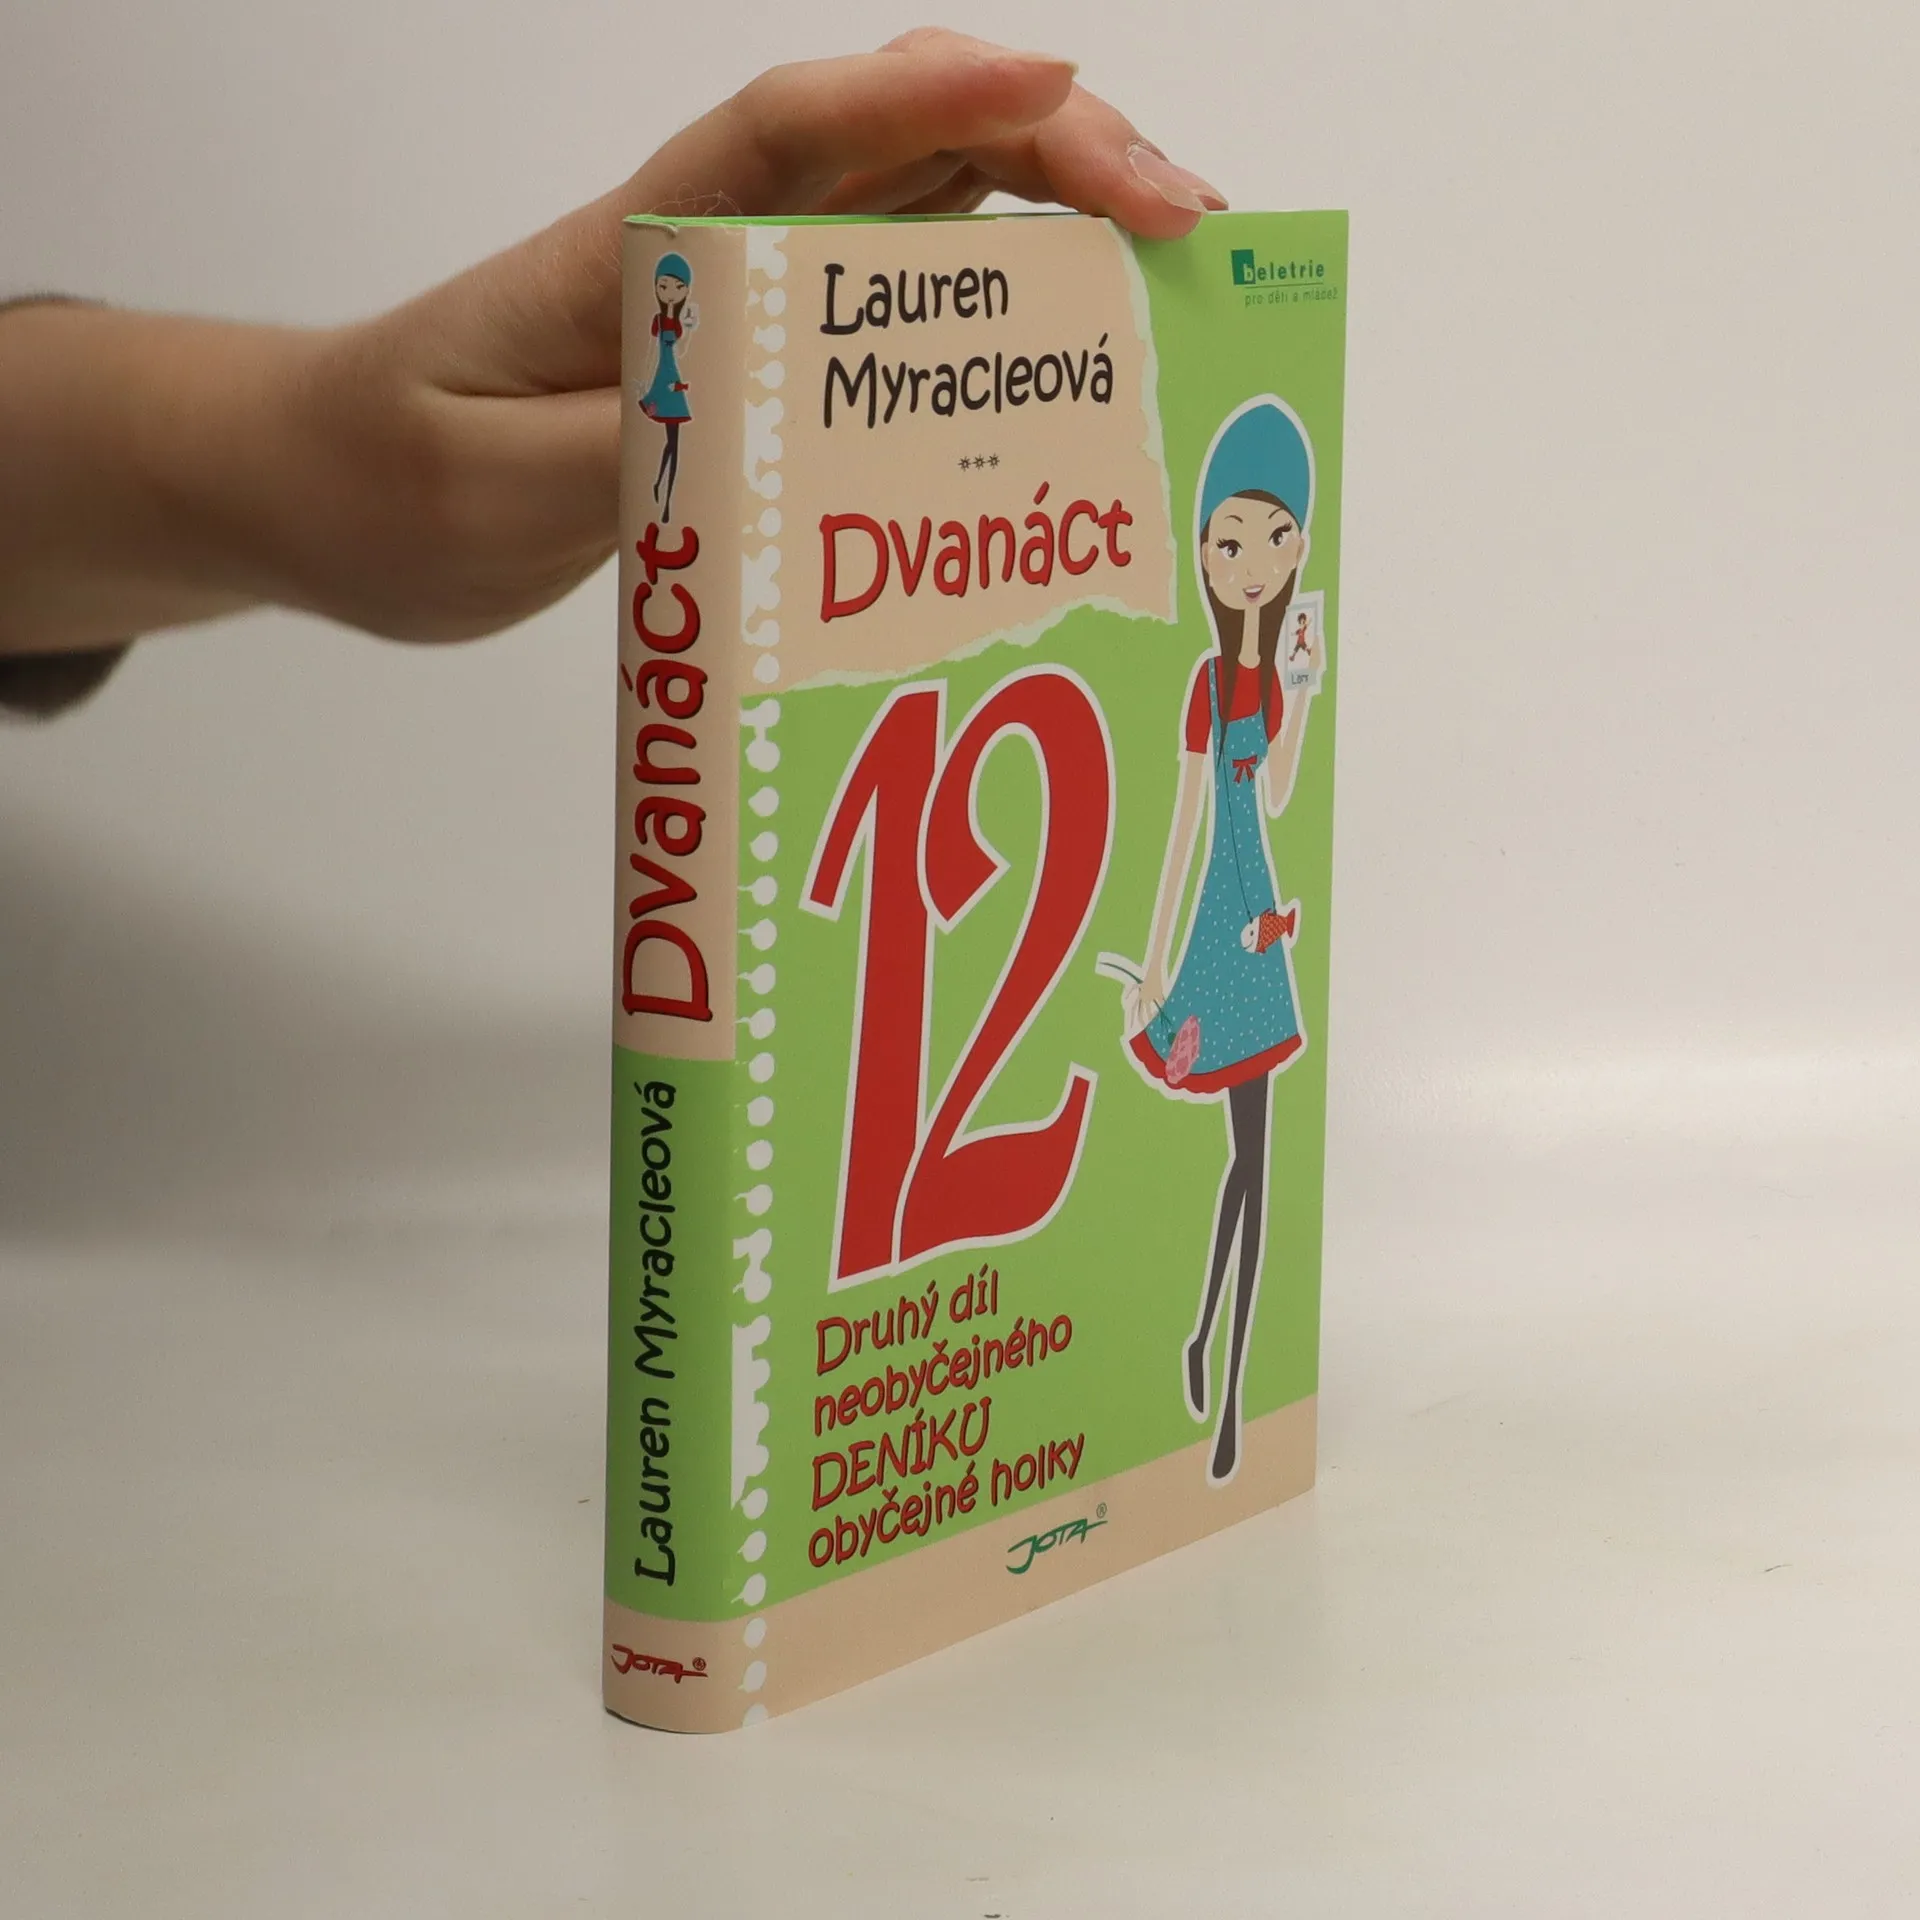 Lauren
Myracleová
***
Dvanáct
beletrie
pro děti a mládež
12
Druhý díl
neobyčejného
DENÍKU
obyčejné holky
JOTA®
Dvanáct
Lauren Myracleová
JOTA®